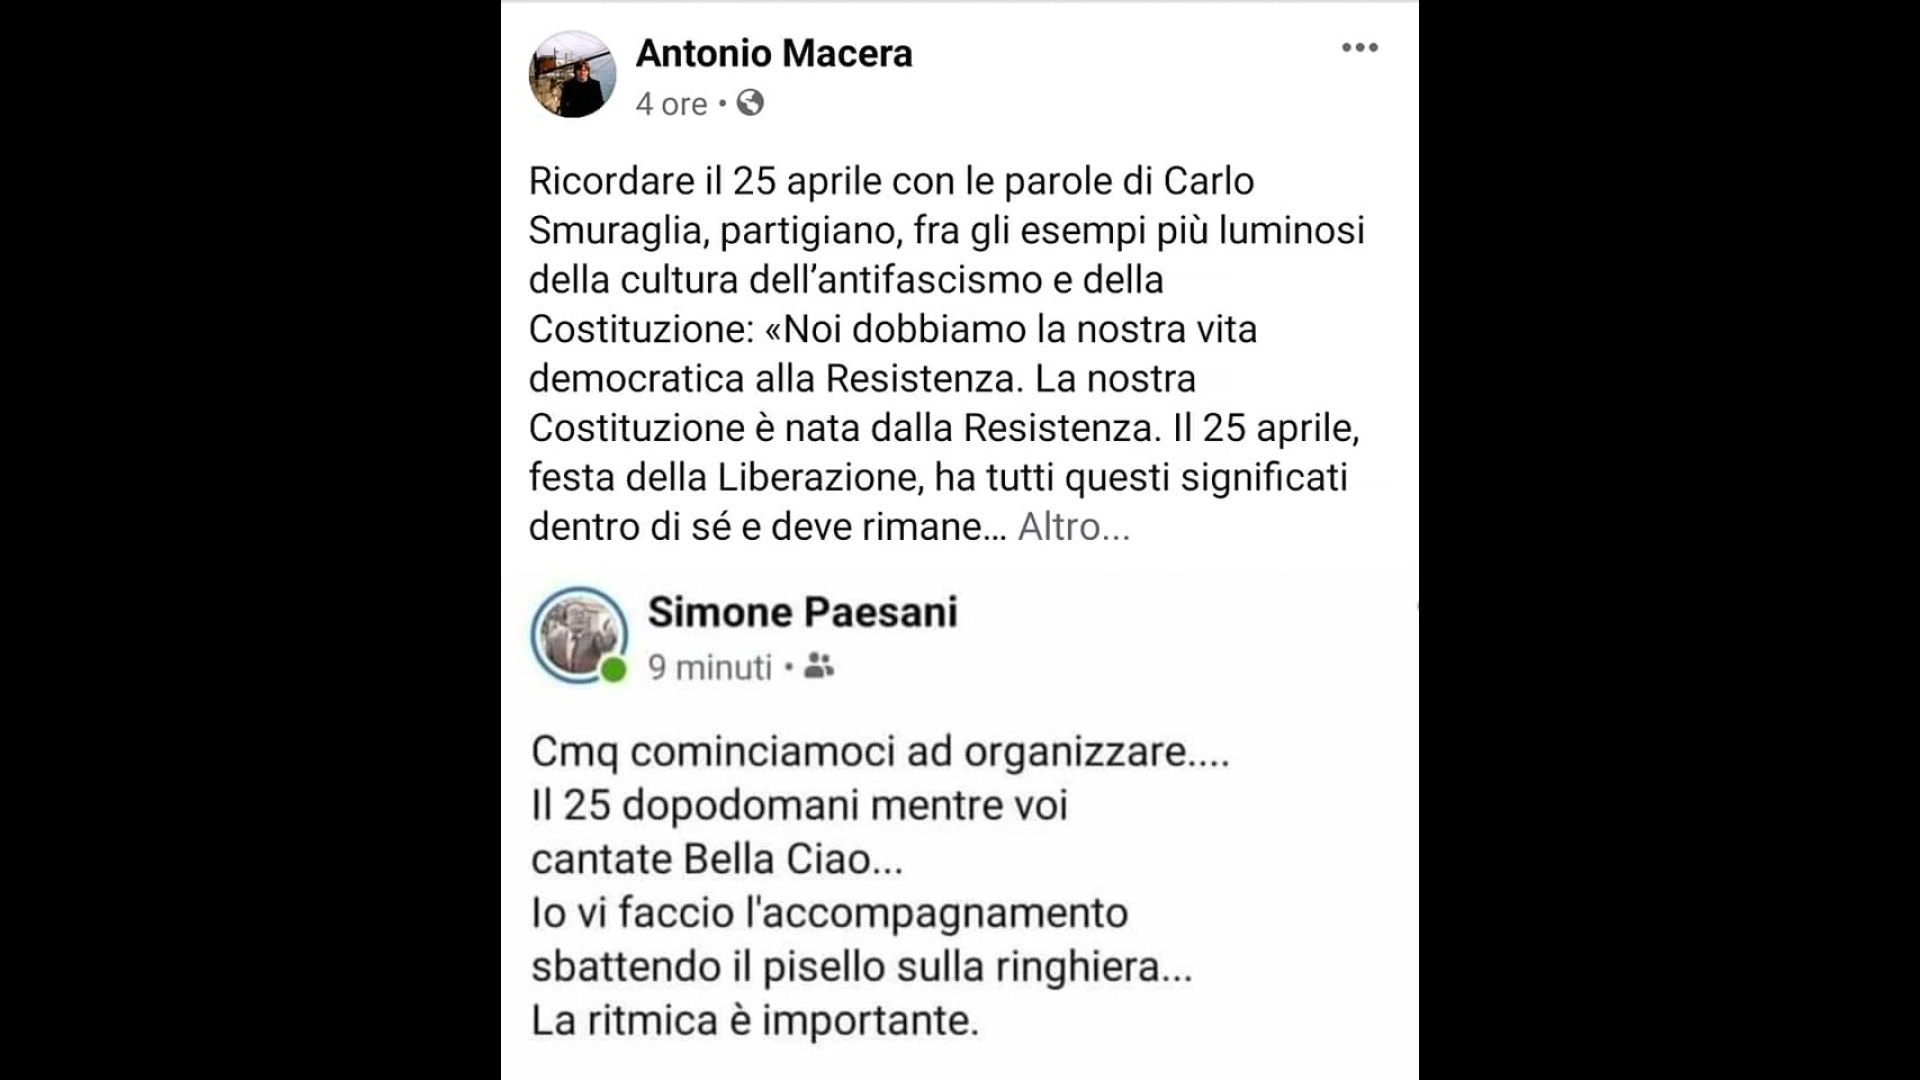 Antonio Macera
4 ore •
Ricordare il 25 aprile con le parole di Carlo
Smuraglia, partigiano, fra gli esempi più luminosi
della cultura dell’antifascismo e della
Costituzione: «Noi dobbiamo la nostra vita
democratica alla Resistenza. La nostra
Costituzione è nata dalla Resistenza. Il 25 aprile,
festa della Liberazione, ha tutti questi significati
dentro di sé e deve rimane... Altro...
Simone Paesani
9 minuti •
Cmq cominciamoci ad organizzare....
Il 25 dopodomani mentre voi
cantate Bella Ciao...
Io vi faccio l'accompagnamento
sbattendo il pisello sulla ringhiera...
La ritmica è importante.